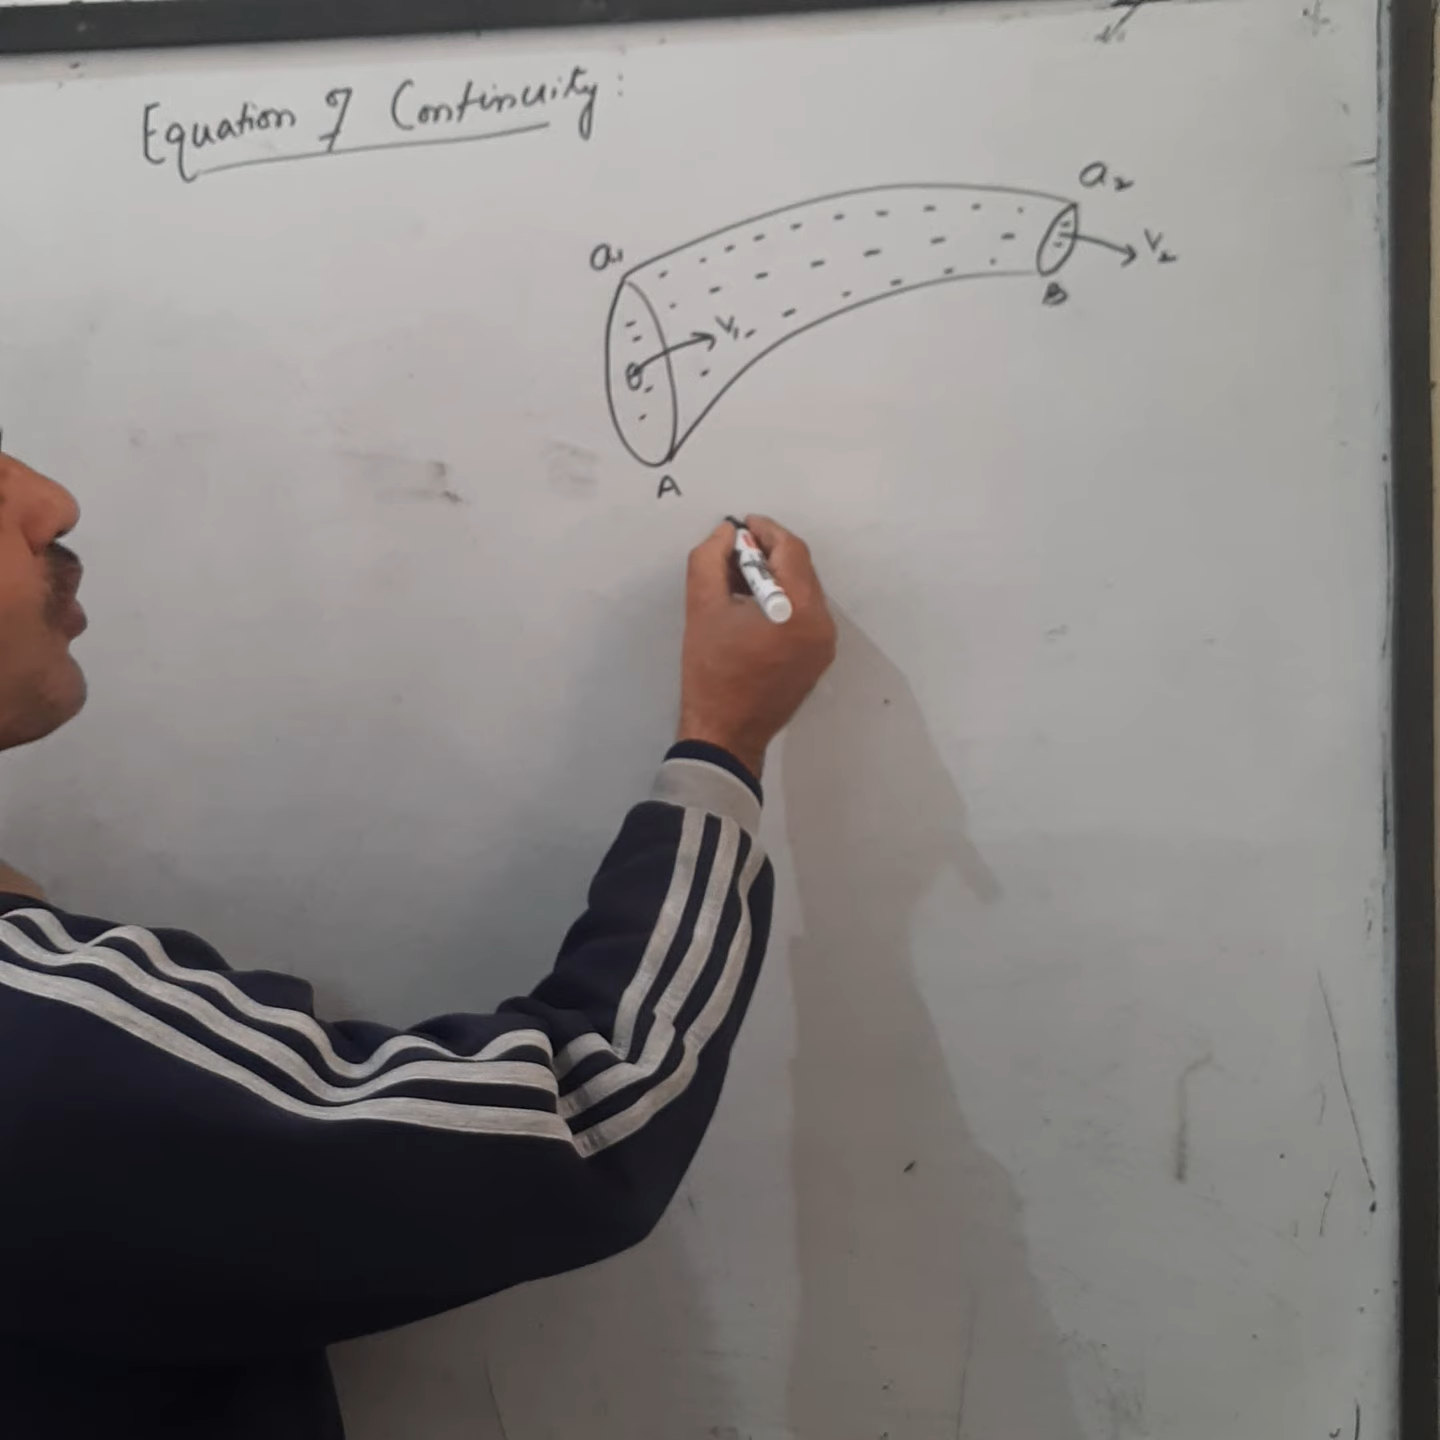 Equation of Continuity:
a₁
a₂
V₁
V₂
A
B